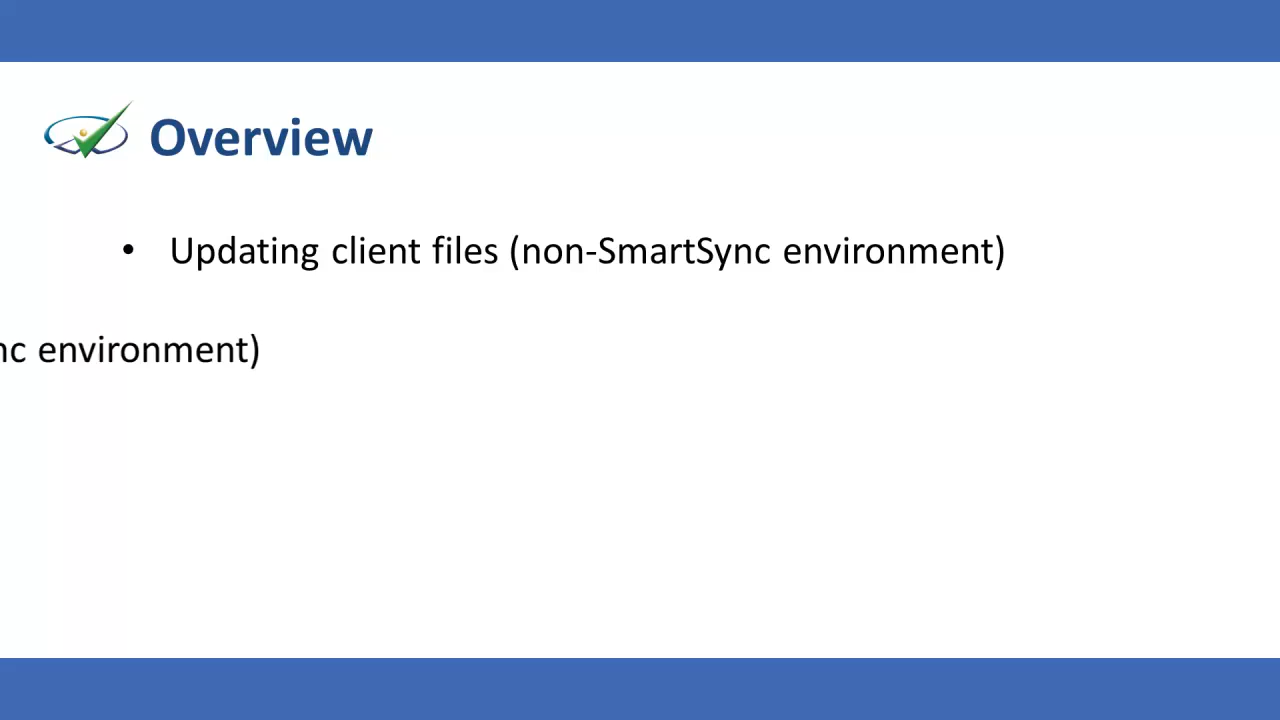 Overview
• Updating client files (non-SmartSync environment)
nc environment)